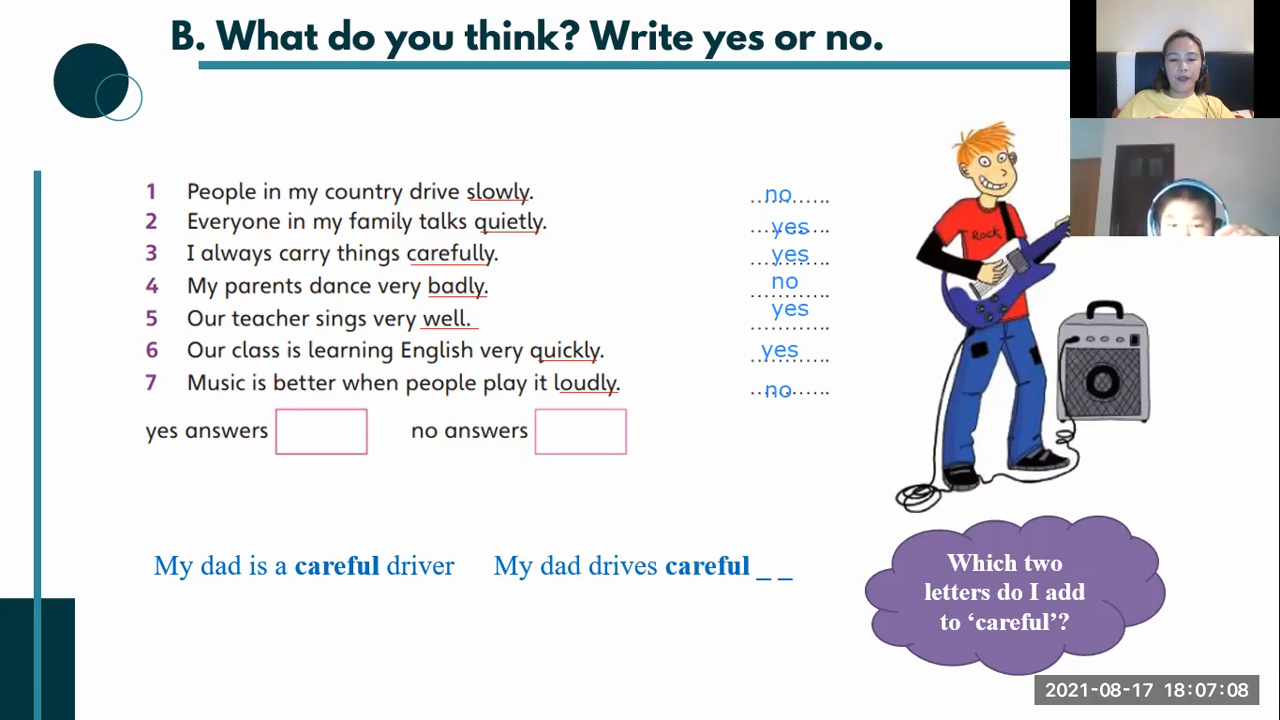 B. What do you think? Write yes or no.
1 People in my country drive slowly. no
2 Everyone in my family talks quietly. yes
3 I always carry things carefully. yes
4 My parents dance very badly. no
5 Our teacher sings very well. yes
6 Our class is learning English very quickly. yes
7 Music is better when people play it loudly. no
yes answers no answers
Rock
My dad is a careful driver My dad drives careful _ _
Which two
letters do I add
to ‘careful’?
2021-08-17 18:07:08